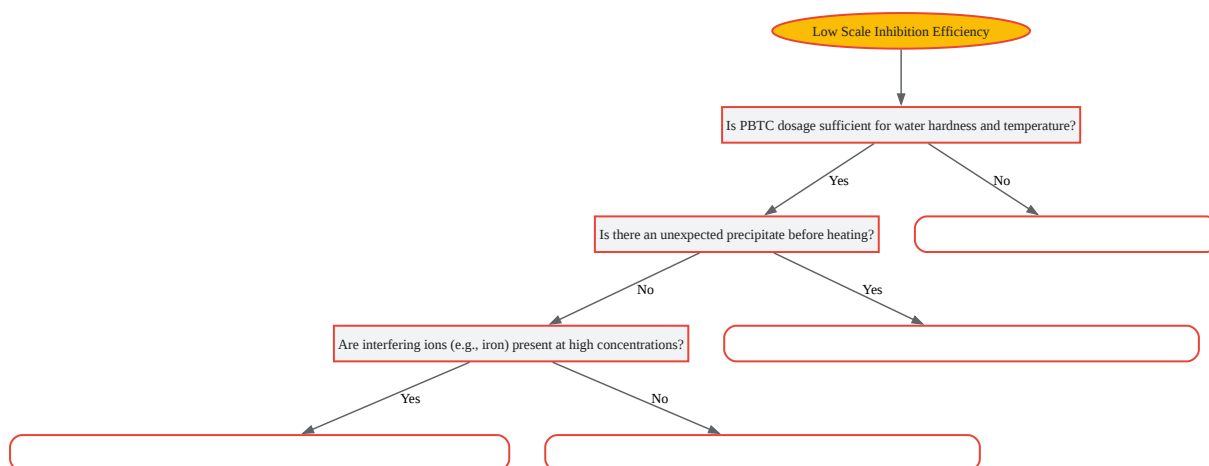 Low Scale Inhibition Efficiency
Is PBTC dosage sufficient for water hardness and temperature?
Yes
No
Is there an unexpected precipitate before heating?
No
Yes
Are interfering ions (e.g., iron) present at high concentrations?
Yes
No